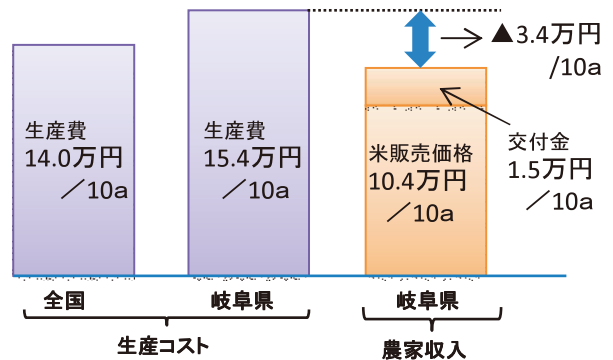 ▲3.4万円
/10a
生産費
14.0万円
／10a
生産費
15.4万円
／10a
米販売価格
10.4万円
／10a
交付金
1.5万円
／10a
全国
岐阜県
岐阜県
生産コスト
農家収入